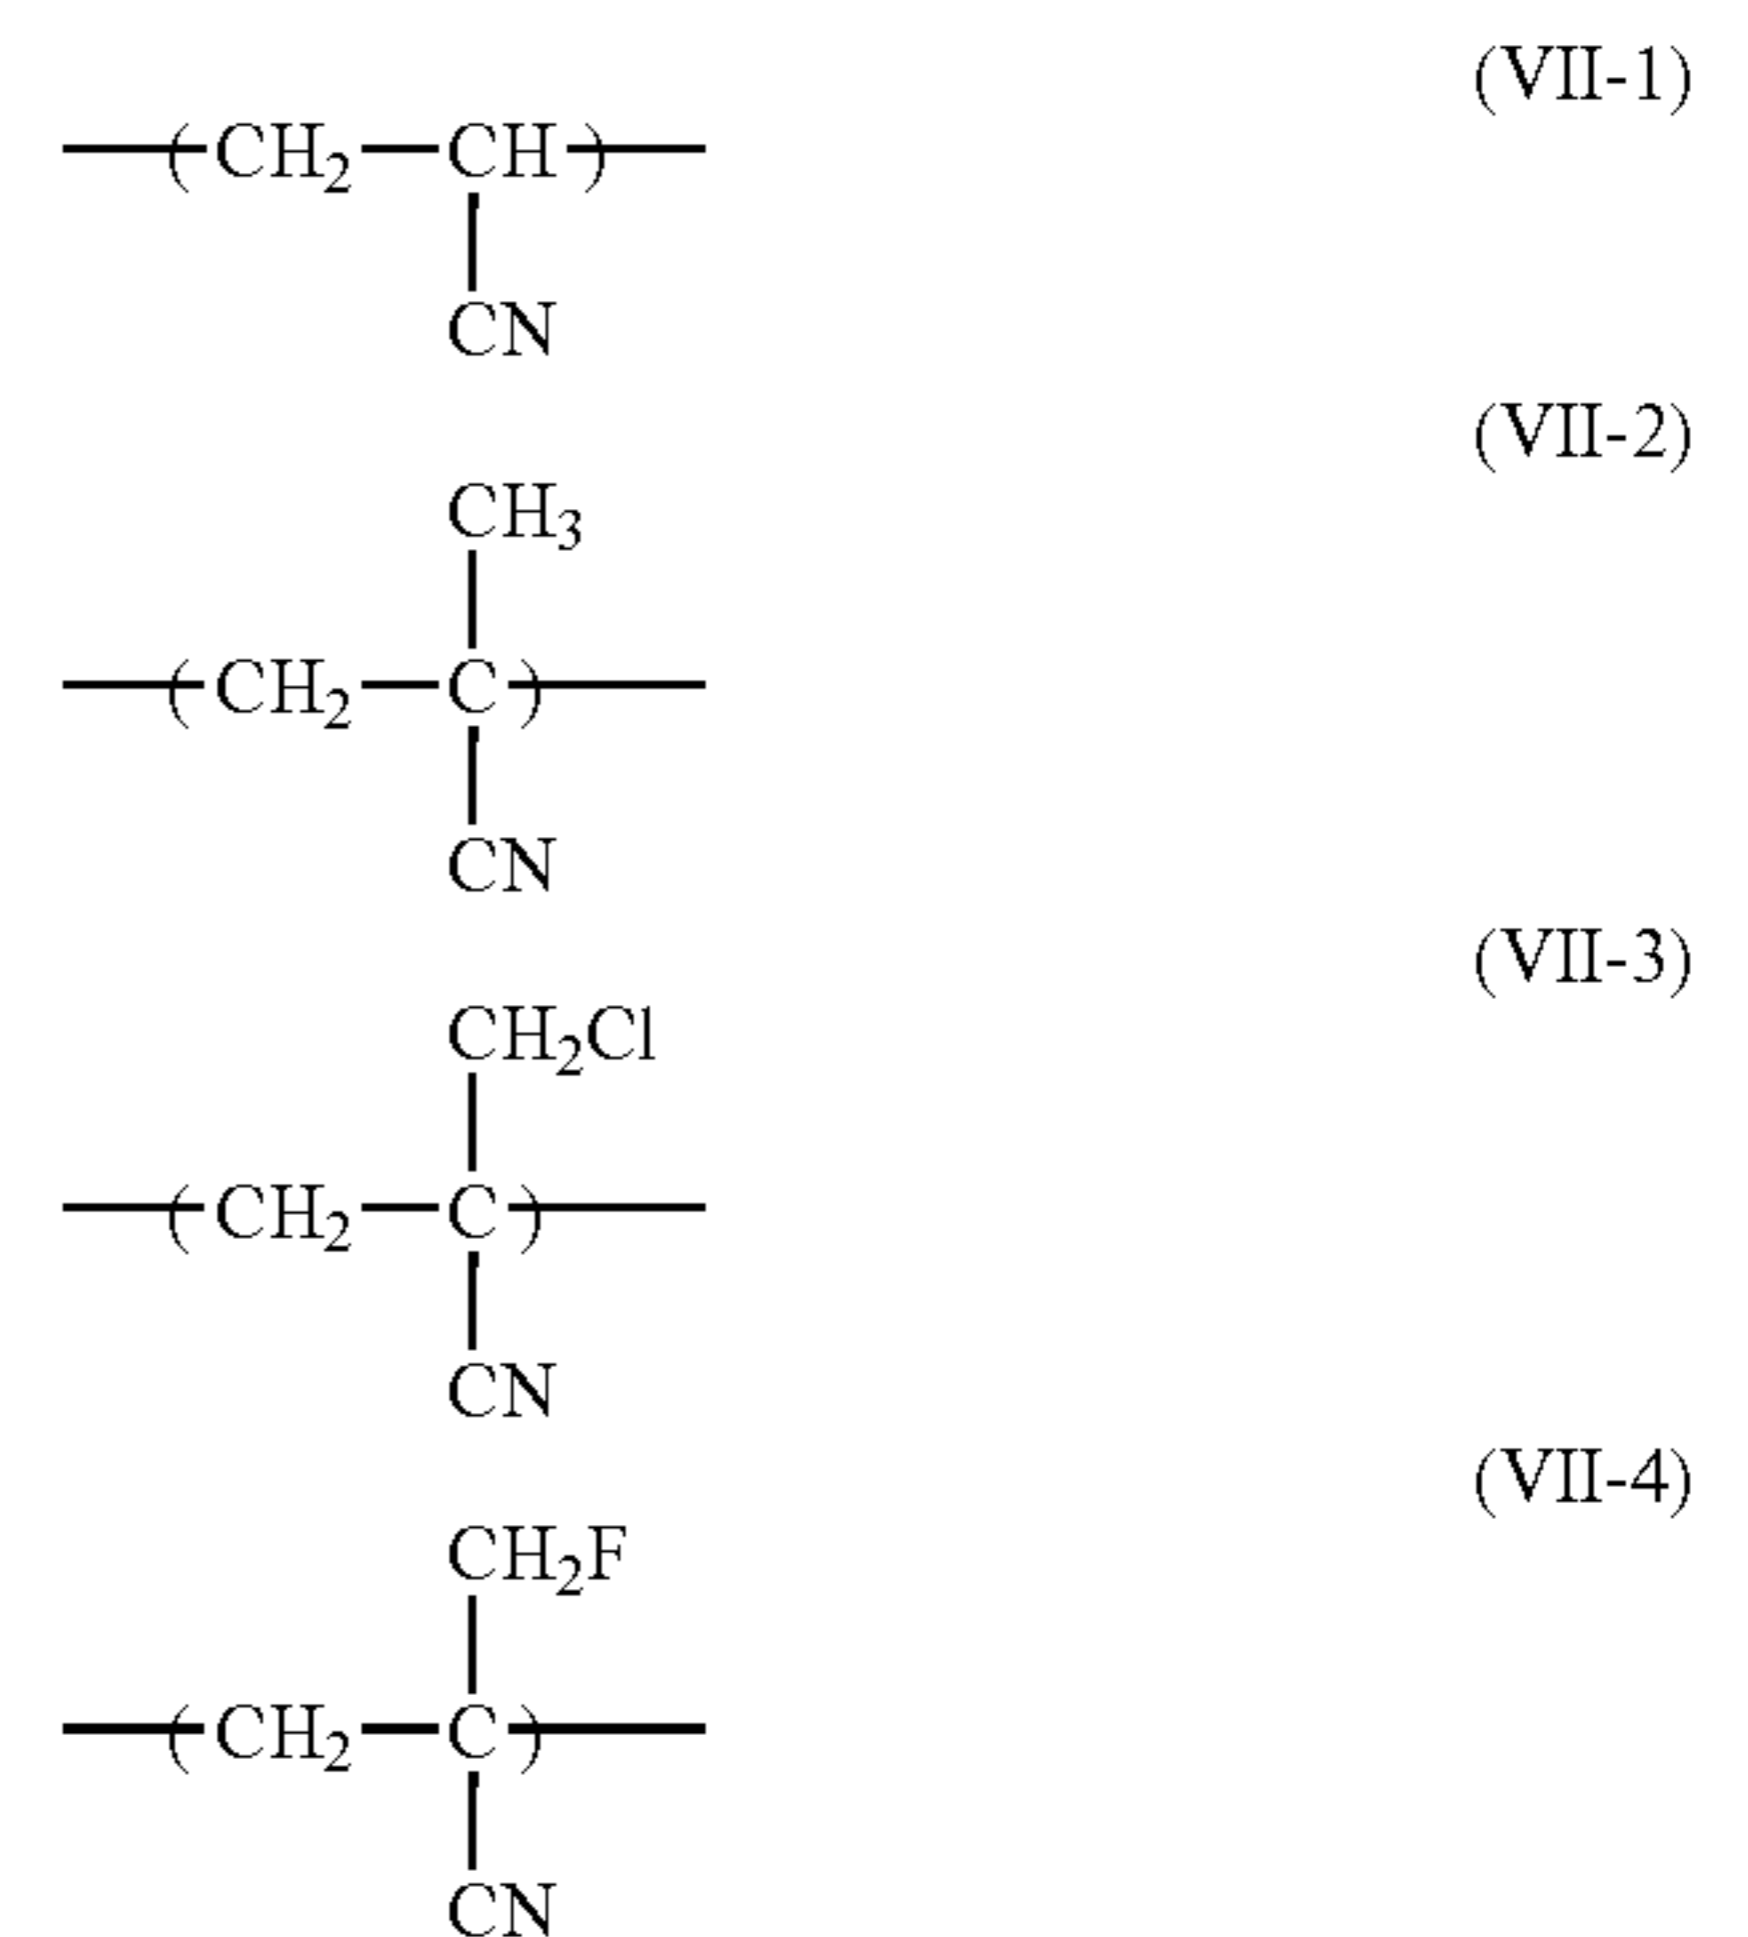 (VII-1)
—(CH₂—CH)—
CN
(VII-2)
CH₃
—(CH₂—C)—
CN
(VII-3)
CH₂Cl
—(CH₂—C)—
CN
(VII-4)
CH₂F
—(CH₂—C)—
CN